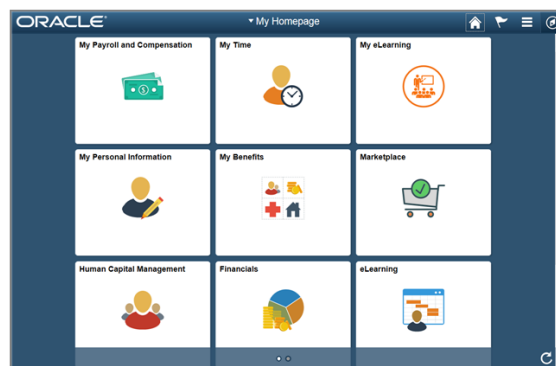 ORACLE
My Homepage
My Payroll and Compensation
My Time
My eLearning
My Personal Information
My Benefits
Marketplace
Human Capital Management
Financials
eLearning